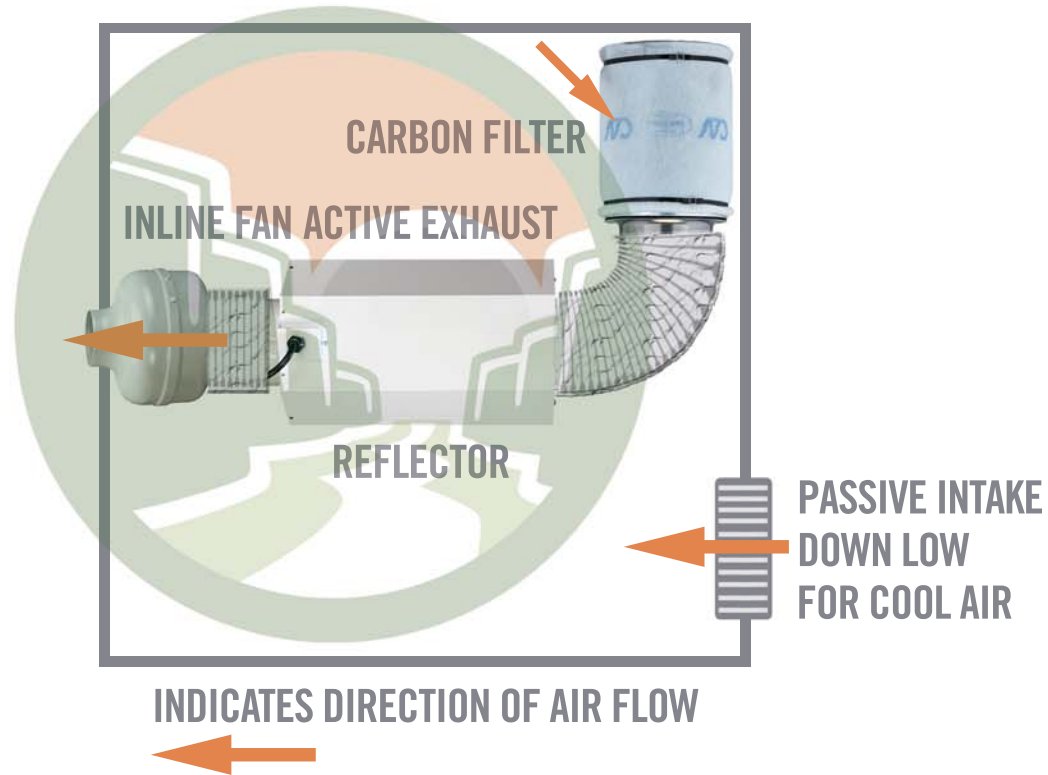 CARBON FILTER
INLINE FAN ACTIVE EXHAUST
REFLECTOR
PASSIVE INTAKE
DOWN LOW
FOR COOL AIR
INDICATES DIRECTION OF AIR FLOW